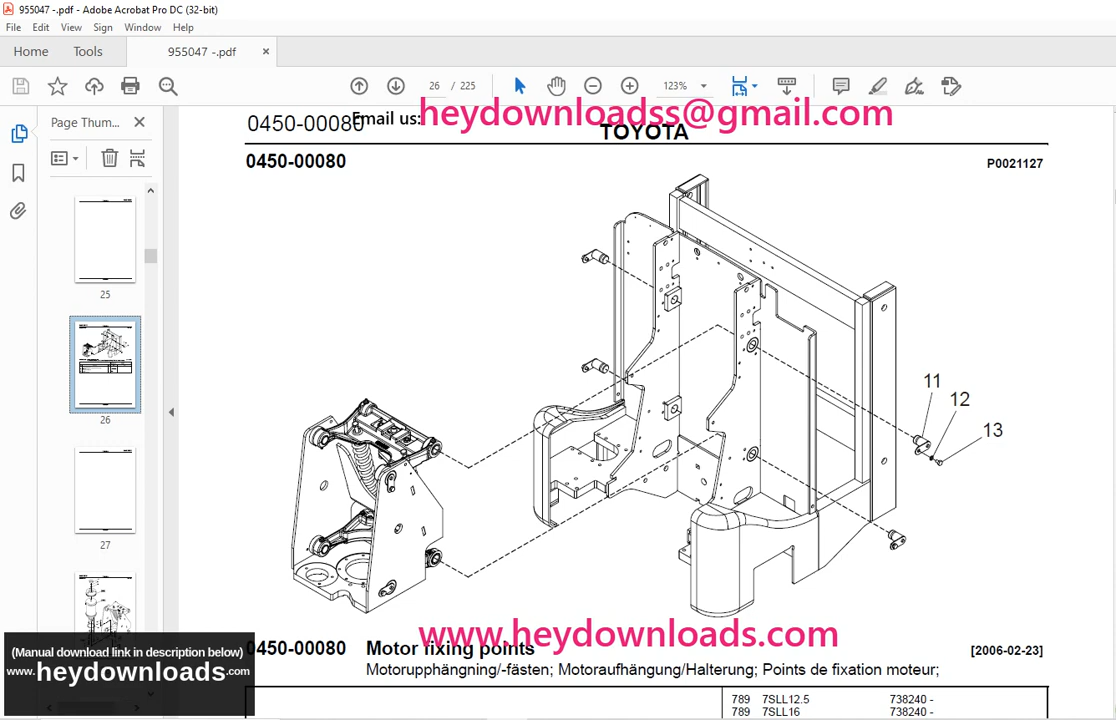 955047 -.pdf - Adobe Acrobat Pro DC (32-bit)
File Edit View Sign Window Help
Home Tools 955047 -.pdf ×
26 / 225 123%
Page Thum...
0450-00080 Email us: heydownloadss@gmail.com
TOYOTA
0450-00080 P0021127
25
26
27
11
12
13
www.heydownloads.com
0450-00080 Motor fixing points [2006-02-23]
Motorupphängning/-fästen; Motoraufhängung/Halterung; Points de fixation moteur;
789 7SLL12.5 738240 -
789 7SLL16 738240 -
(Manual download link in description below)
www.heydownloads.com